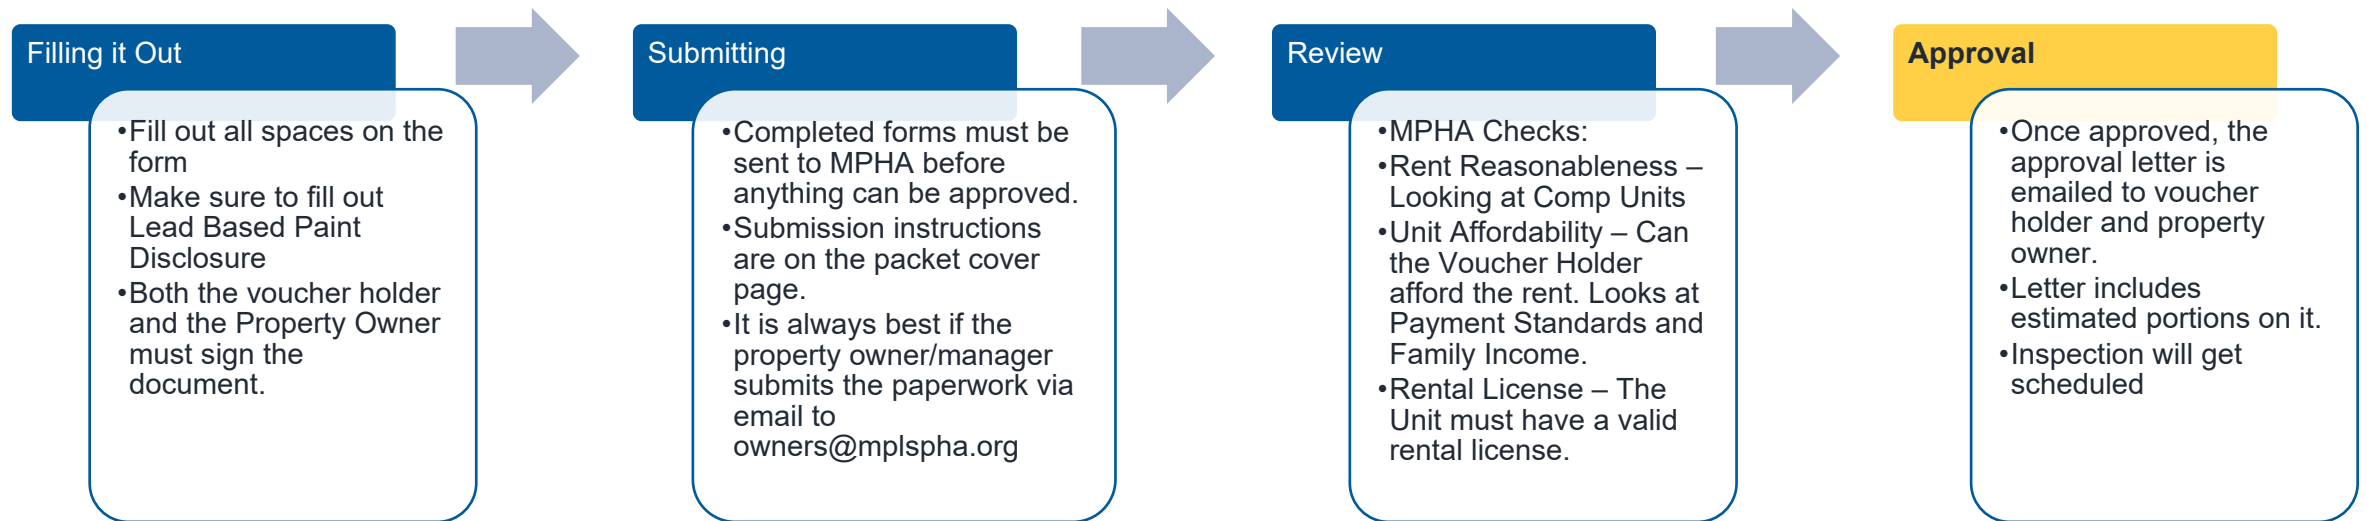 Filling it Out
•Fill out all spaces on the
form
•Make sure to fill out
Lead Based Paint
Disclosure
•Both the voucher holder
and the Property Owner
must sign the
document.
Submitting
•Completed forms must be
sent to MPHA before
anything can be approved.
•Submission instructions
are on the packet cover
page.
•It is always best if the
property owner/manager
submits the paperwork via
email to
owners@mplspha.org
Review
•MPHA Checks:
•Rent Reasonableness –
Looking at Comp Units
•Unit Affordability – Can
the Voucher Holder
afford the rent. Looks at
Payment Standards and
Family Income.
•Rental License – The
Unit must have a valid
rental license.
Approval
•Once approved, the
approval letter is
emailed to voucher
holder and property
owner.
•Letter includes
estimated portions on it.
•Inspection will get
scheduled